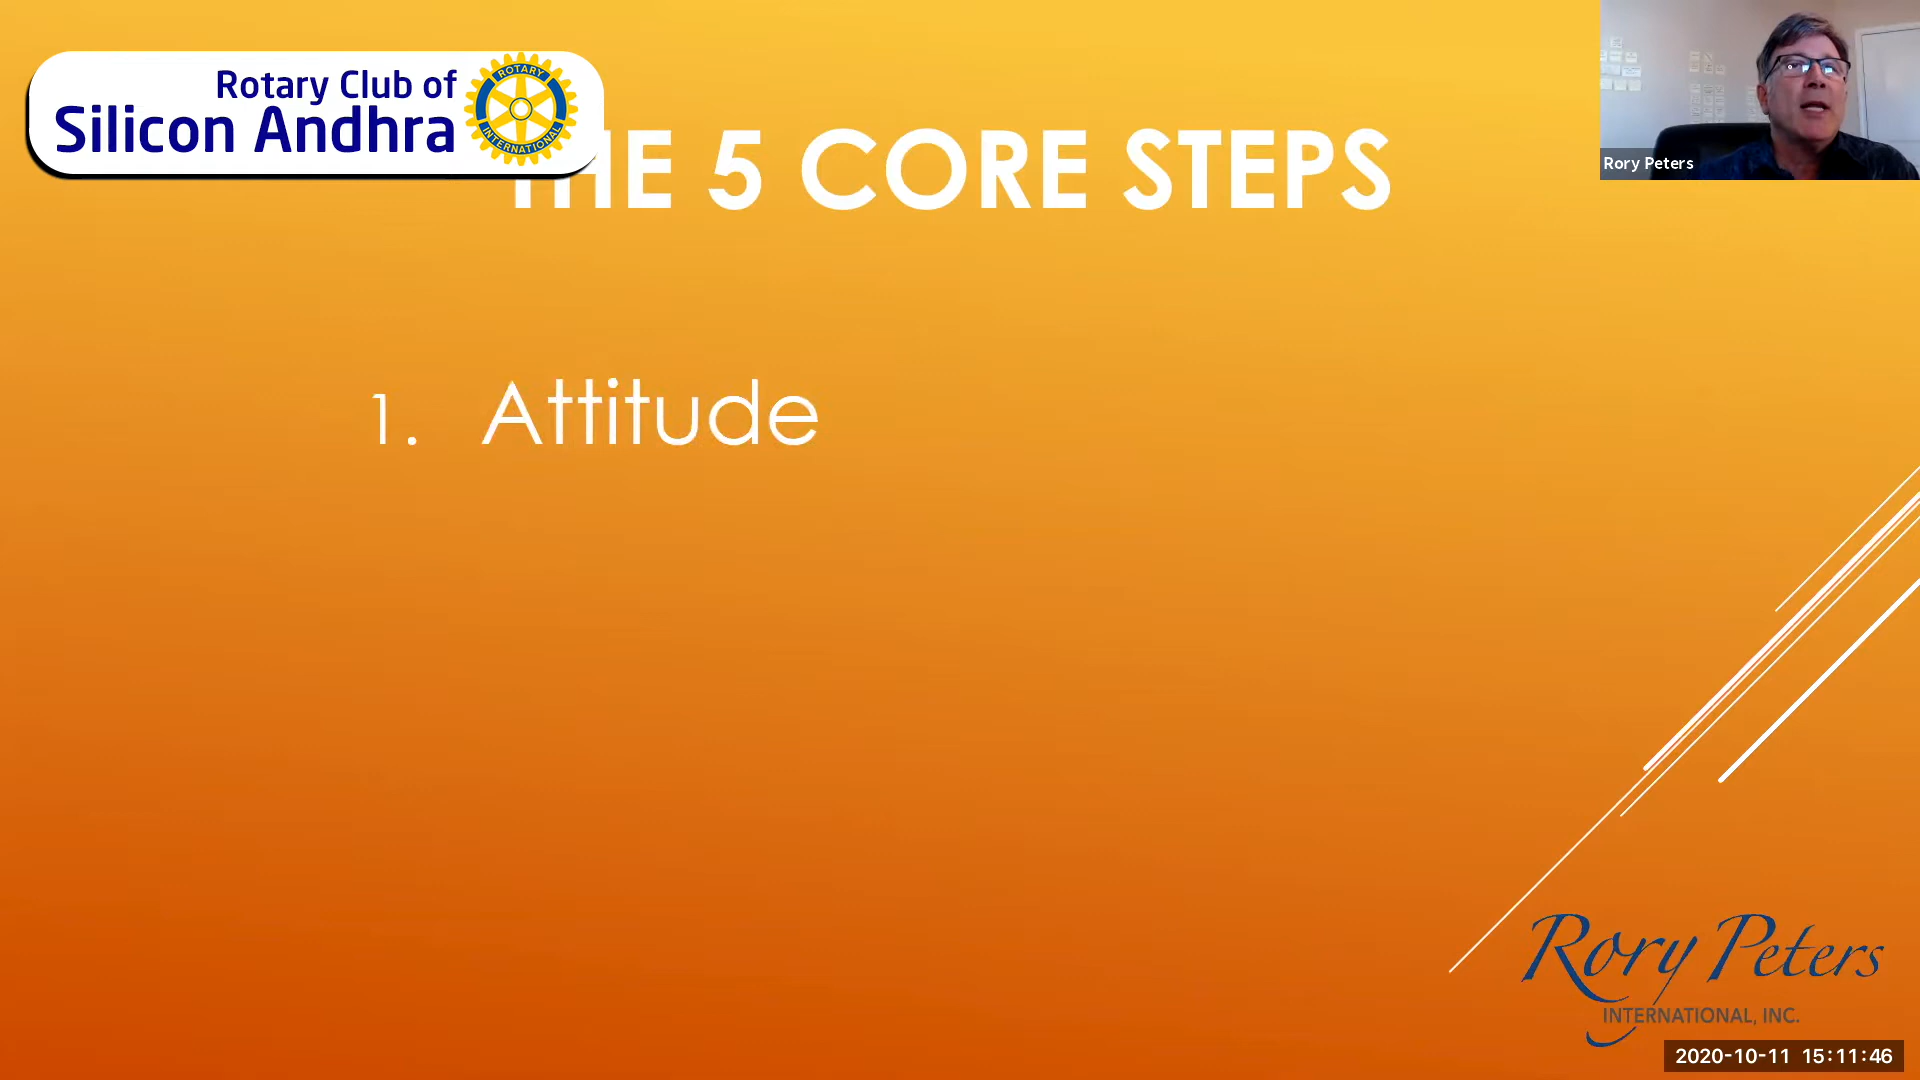 Rotary Club of
Silicon Andhra
ROTARY
INTERNATIONAL
THE 5 CORE STEPS
Rory Peters
1. Attitude
Rory Peters
INTERNATIONAL, INC.
2020-10-11 15:11:46